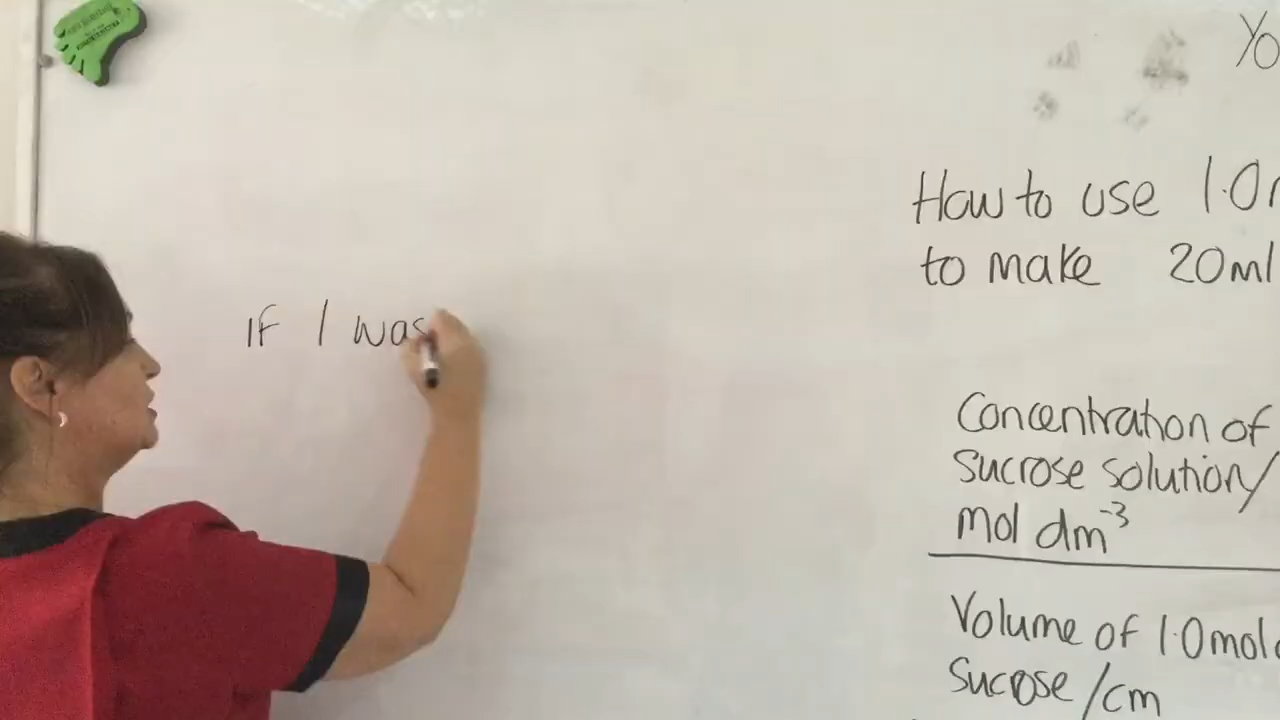 Yo
How to use 1.0
to make 20ml
If I was
Concentration of
sucrose solution/
mol dm⁻³
Volume of 1.0mol
sucrose /cm